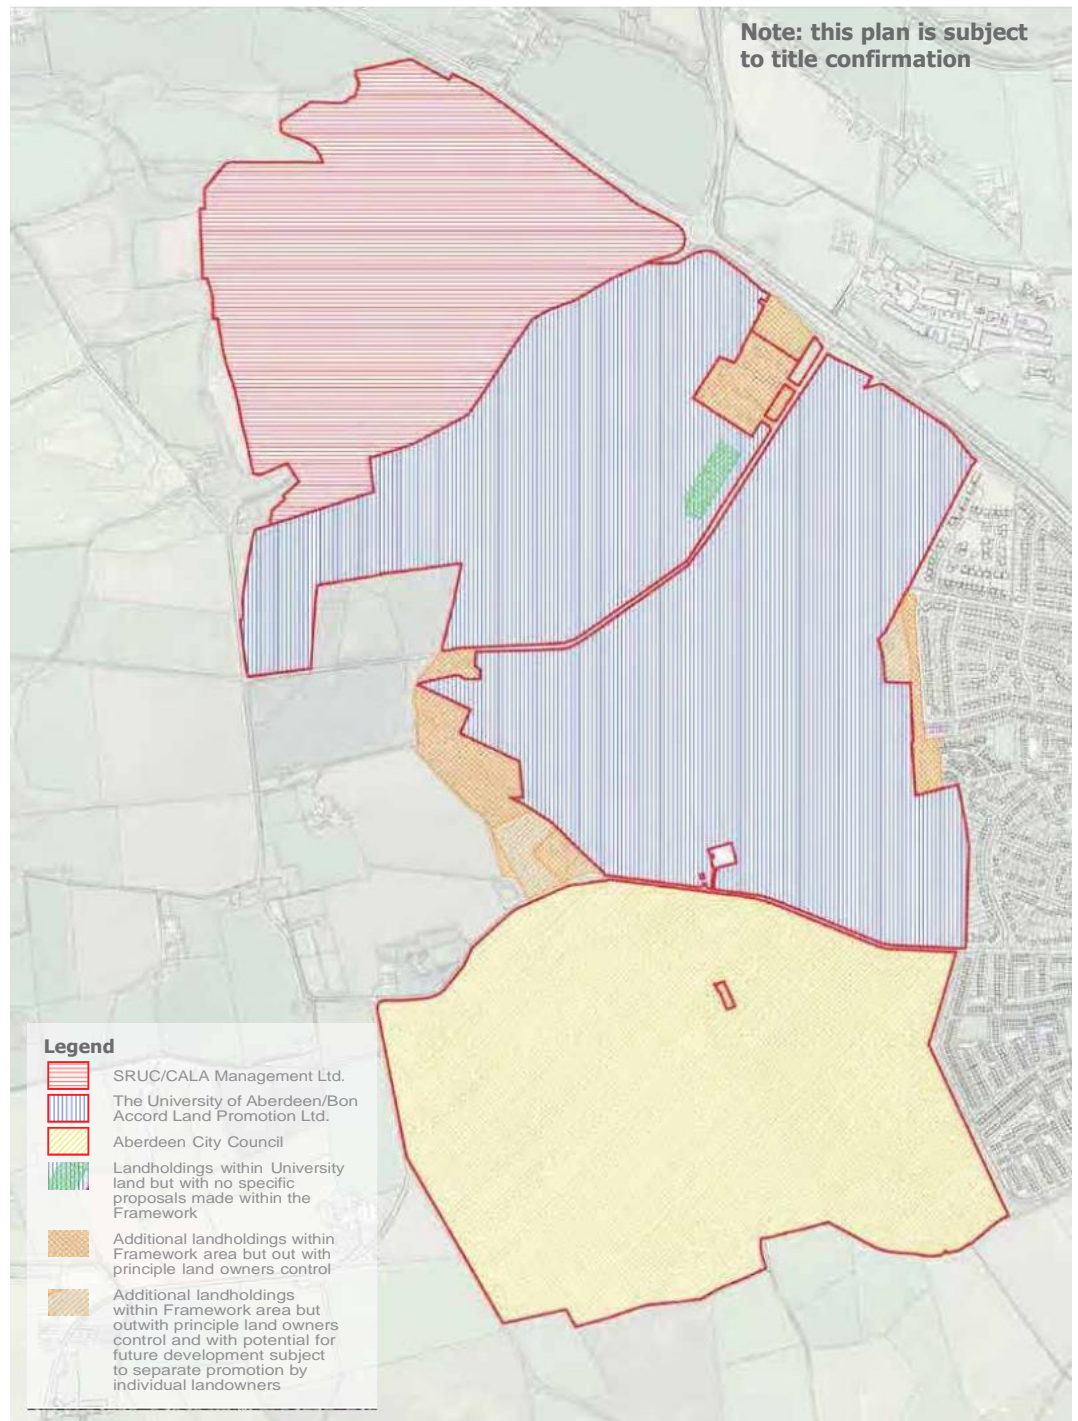 Note: this plan is subject
to title confirmation
Legend
SRUC/CALA Management Ltd.
The University of Aberdeen/Bon
Accord Land Promotion Ltd.
Aberdeen City Council
Landholdings within University
land but with no specific
proposals made within the
Framework
Additional landholdings within
Framework area but out with
principle land owners control
Additional landholdings
within Framework area but
outwith principle land owners
control and with potential for
future development subject
to separate promotion by
individual landowners